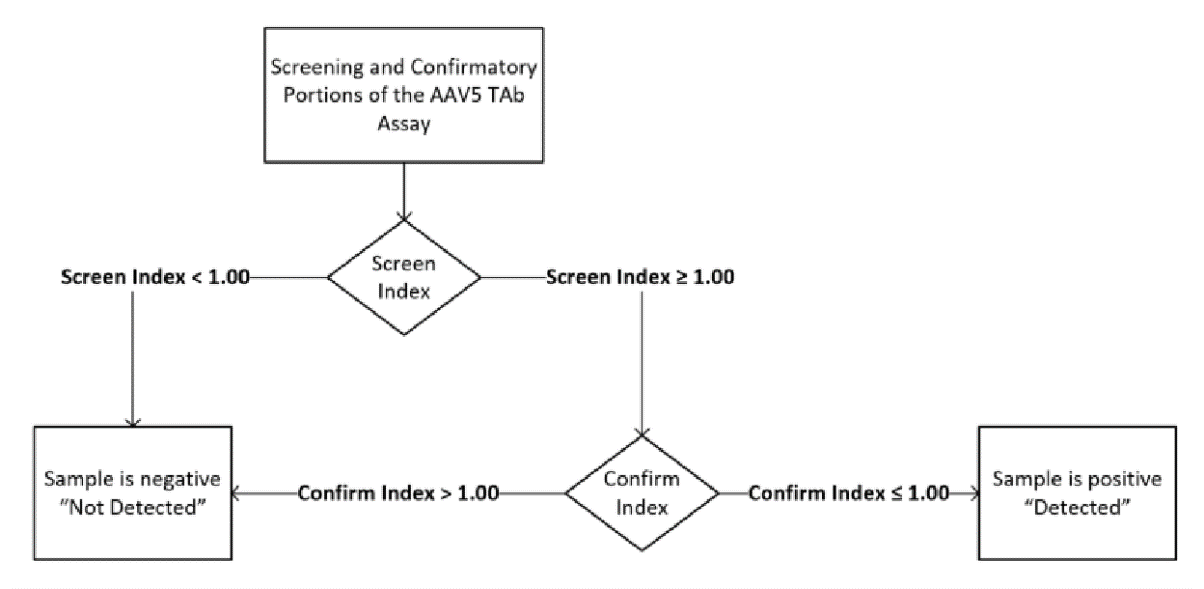 Screening and Confirmatory
Portions of the AAV5 TAb
Assay
Screen
Index
Screen Index < 1.00
Screen Index ≥ 1.00
Sample is negative
“Not Detected”
Confirm Index > 1.00
Confirm
Index
Confirm Index ≤ 1.00
Sample is positive
“Detected”